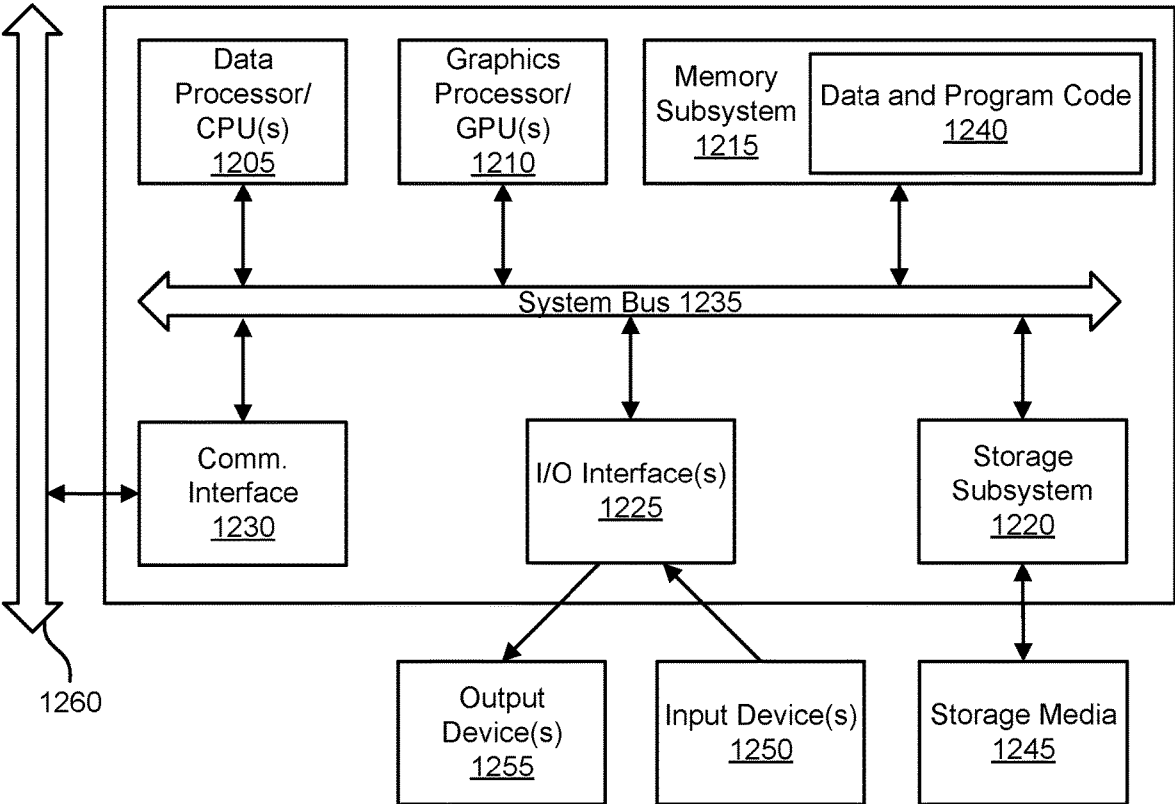 Data
Processor/
CPU(s)
1205
Graphics
Processor/
GPU(s)
1210
Memory
Subsystem
1215
Data and Program Code
1240
System Bus 1235
Comm.
Interface
1230
I/O Interface(s)
1225
Storage
Subsystem
1220
1260
Output
Device(s)
1255
Input Device(s)
1250
Storage Media
1245